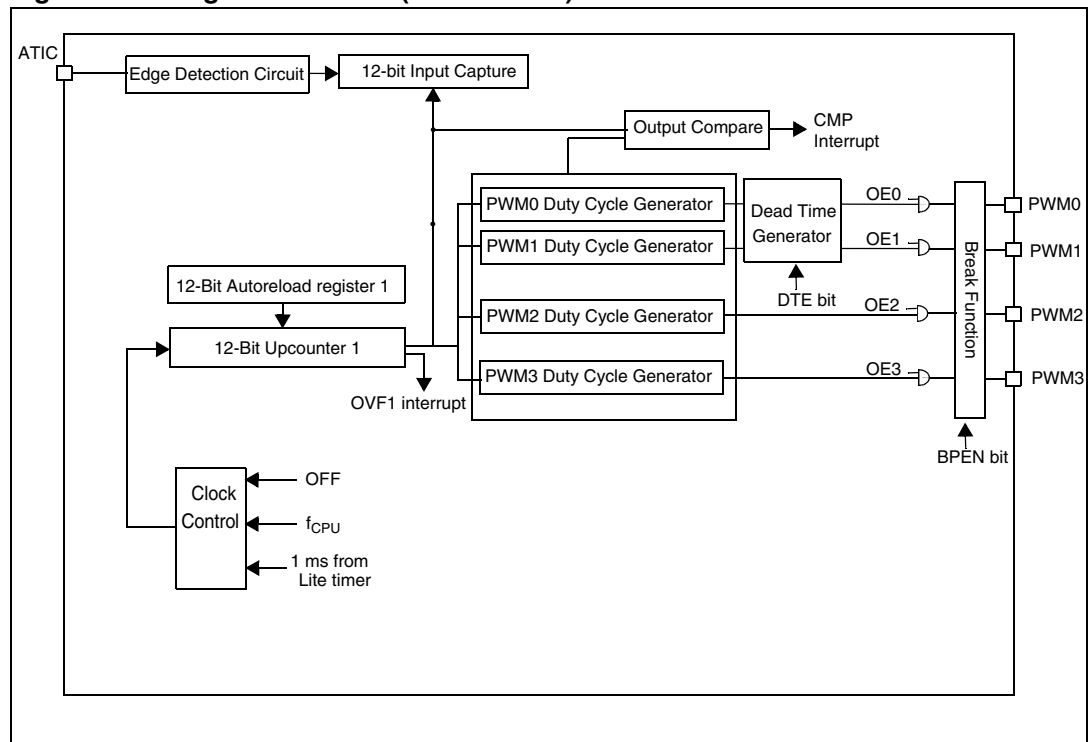 ATIC
Edge Detection Circuit
12-bit Input Capture
Output Compare
CMP
Interrupt
PWM0 Duty Cycle Generator
PWM1 Duty Cycle Generator
PWM2 Duty Cycle Generator
PWM3 Duty Cycle Generator
Dead Time
Generator
DTE bit
OE0
OE1
OE2
OE3
Break Function
BPEN bit
PWM0
PWM1
PWM2
PWM3
12-Bit Autoreload register 1
12-Bit Upcounter 1
OVF1 interrupt
Clock
Control
OFF
fCPU
1 ms from
Lite timer